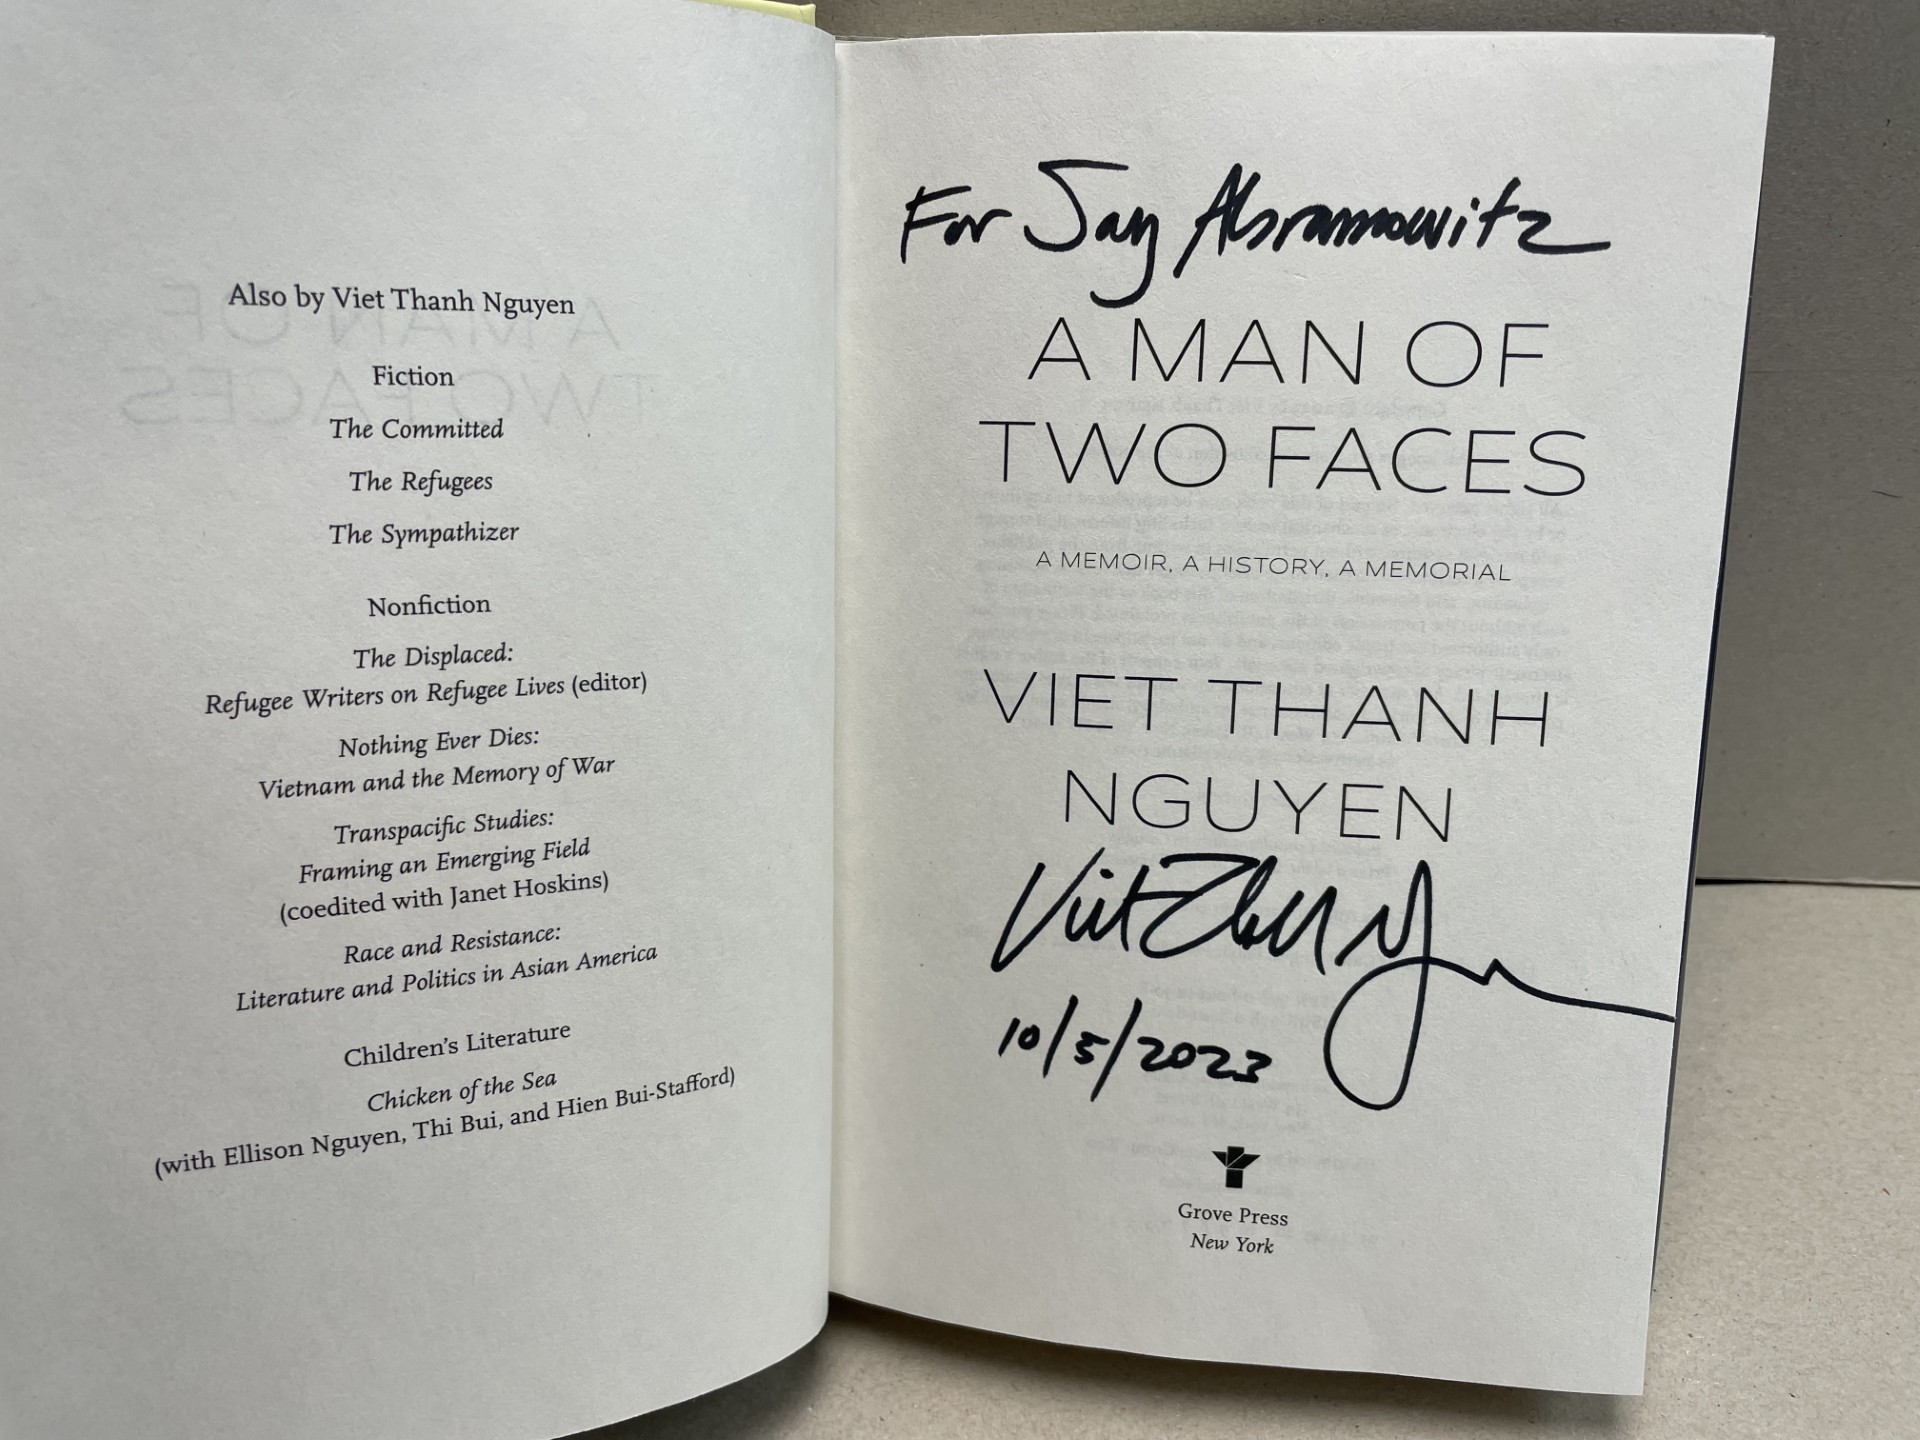 Also by Viet Thanh Nguyen
Fiction
The Committed
The Refugees
The Sympathizer
Nonfiction
The Displaced:
Refugee Writers on Refugee Lives (editor)
Nothing Ever Dies:
Vietnam and the Memory of War
Transpacific Studies:
Framing an Emerging Field
(coedited with Janet Hoskins)
Race and Resistance:
Literature and Politics in Asian America
Children's Literature
Chicken of the Sea
(with Ellison Nguyen, Thi Bui, and Hien Bui-Stafford)
For Jay Abramowitz
A MAN OF
TWO FACES
A MEMOIR, A HISTORY, A MEMORIAL
VIET THANH
NGUYEN
Viet Thanh Nguyen
10/5/2023
Grove Press
New York